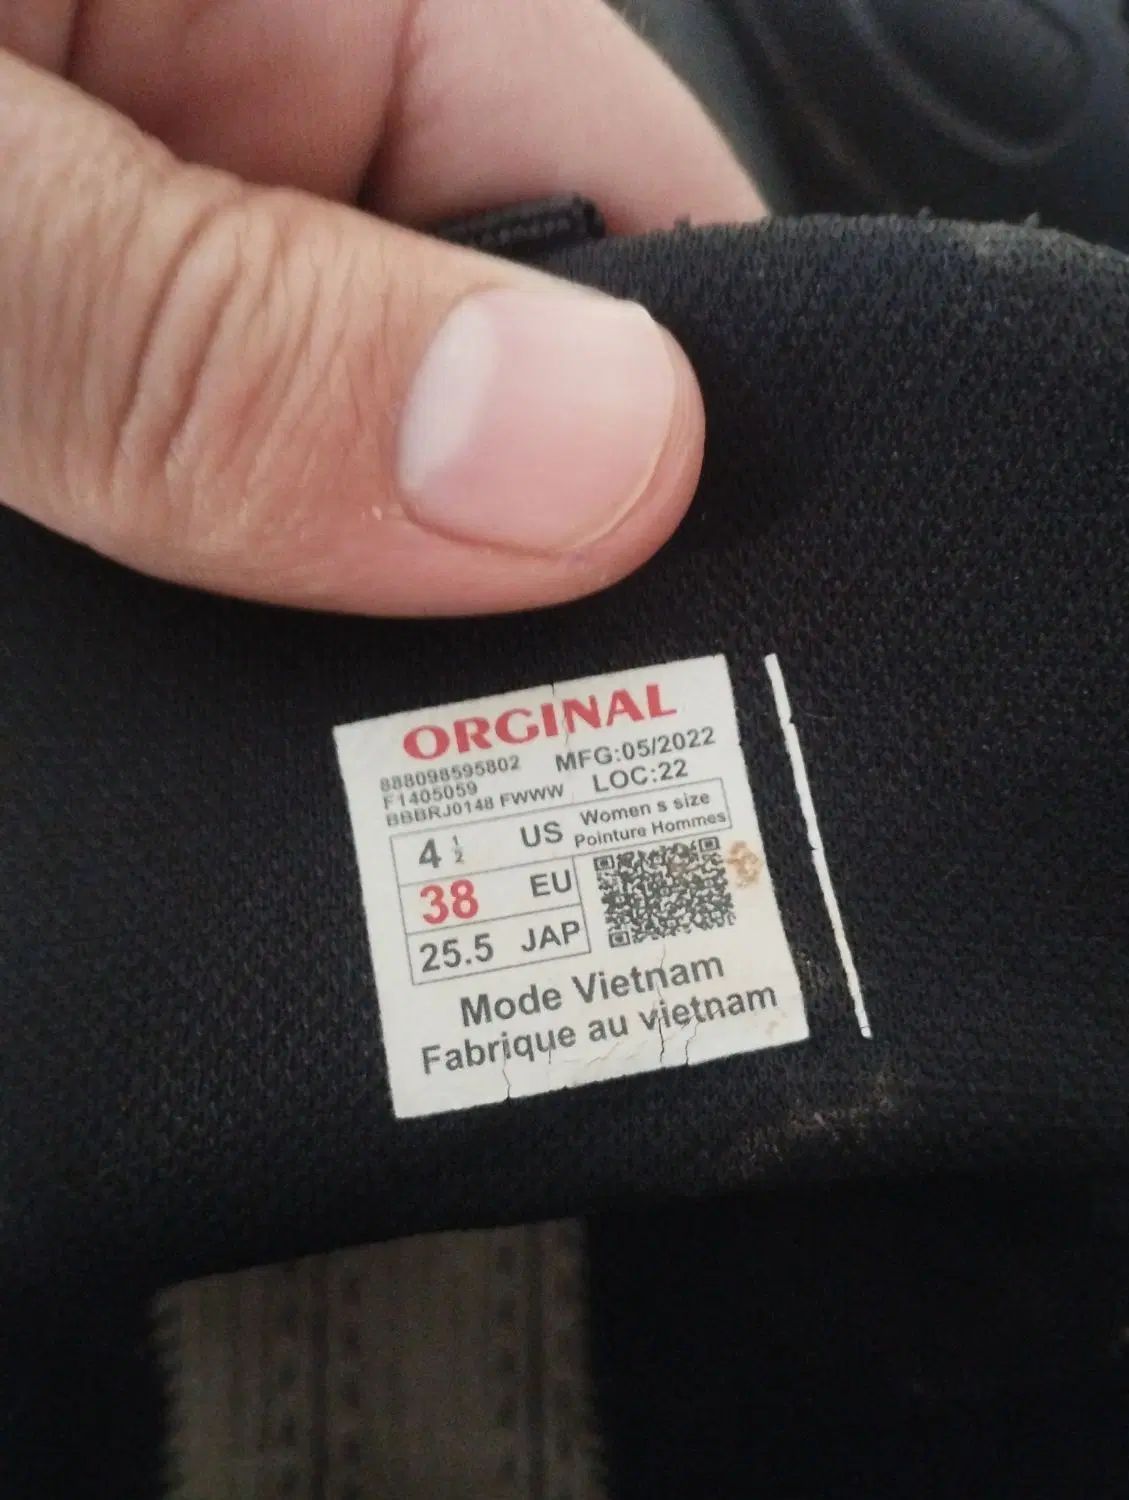 ORGINAL
888098595802 MFG:05/2022
F1405059 LOC:22
BBBRJ0148 FWWW
4 1/2 US Women s size
Pointure Hommes
38 EU
25.5 JAP
Mode Vietnam
Fabrique au vietnam